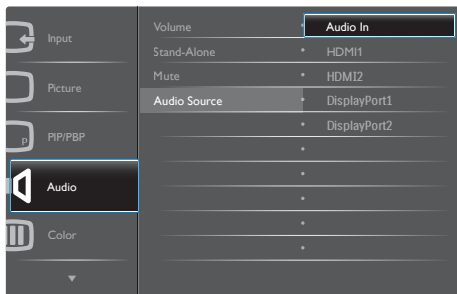 Input
Picture
P
PIP/PBP
Audio
Color
Volume
Stand-Alone
Mute
Audio Source
Audio In
HDMI1
HDMI2
DisplayPort1
DisplayPort2